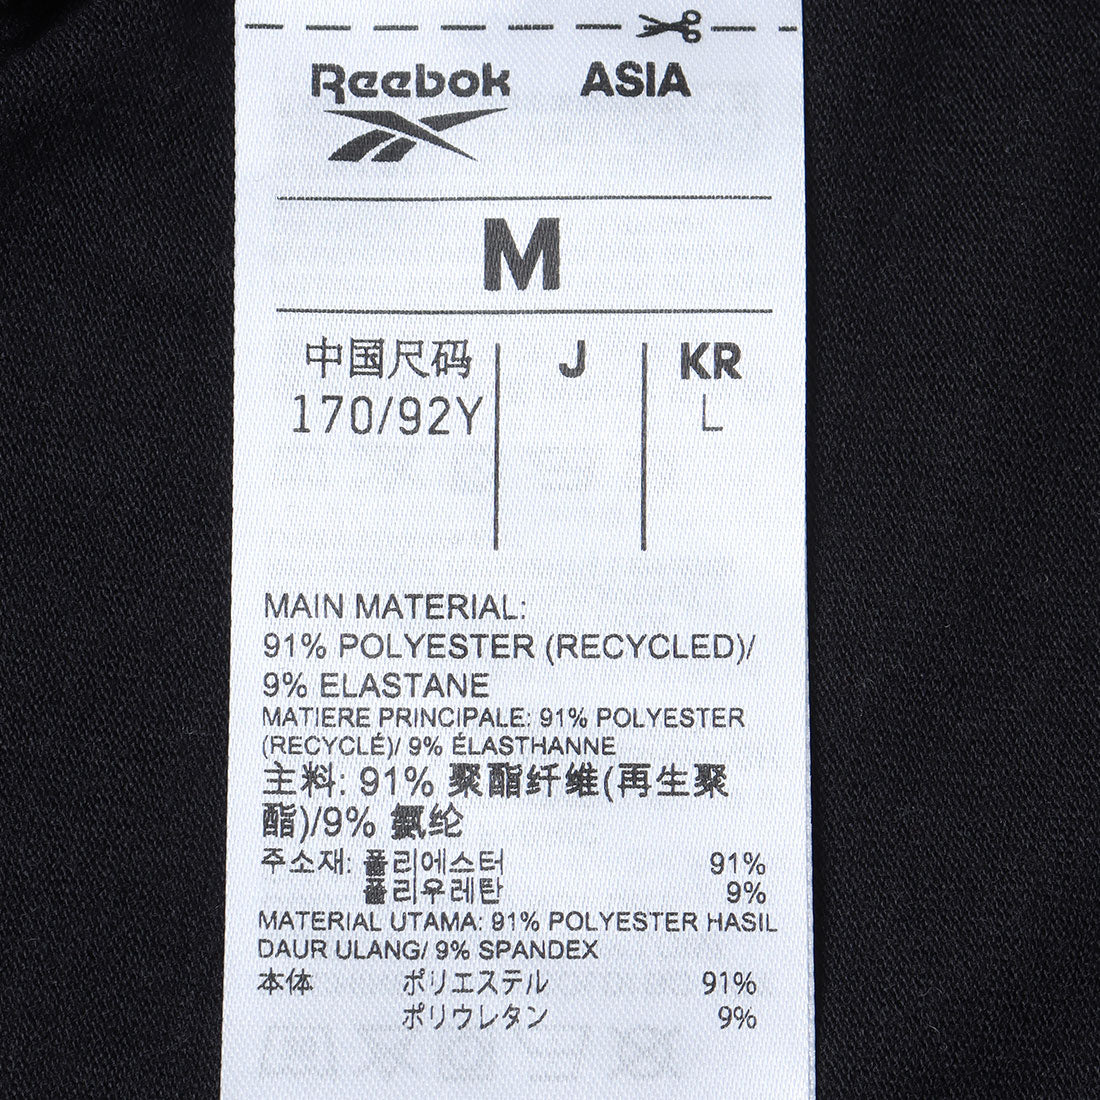 Reebok ASIA
M
中国尺码 J KR
170/92Y L
MAIN MATERIAL:
91% POLYESTER (RECYCLED)/
9% ELASTANE
MATIERE PRINCIPALE: 91% POLYESTER
(RECYCLÉ)/ 9% ÉLASTHANNE
主料: 91% 聚酯纤维(再生聚
酯)/9% 氨纶
주소재: 폴리에스터 91%
폴리우레탄 9%
MATERIAL UTAMA: 91% POLYESTER HASIL
DAUR ULANG/ 9% SPANDEX
本体 ポリエステル 91%
ポリウレタン 9%